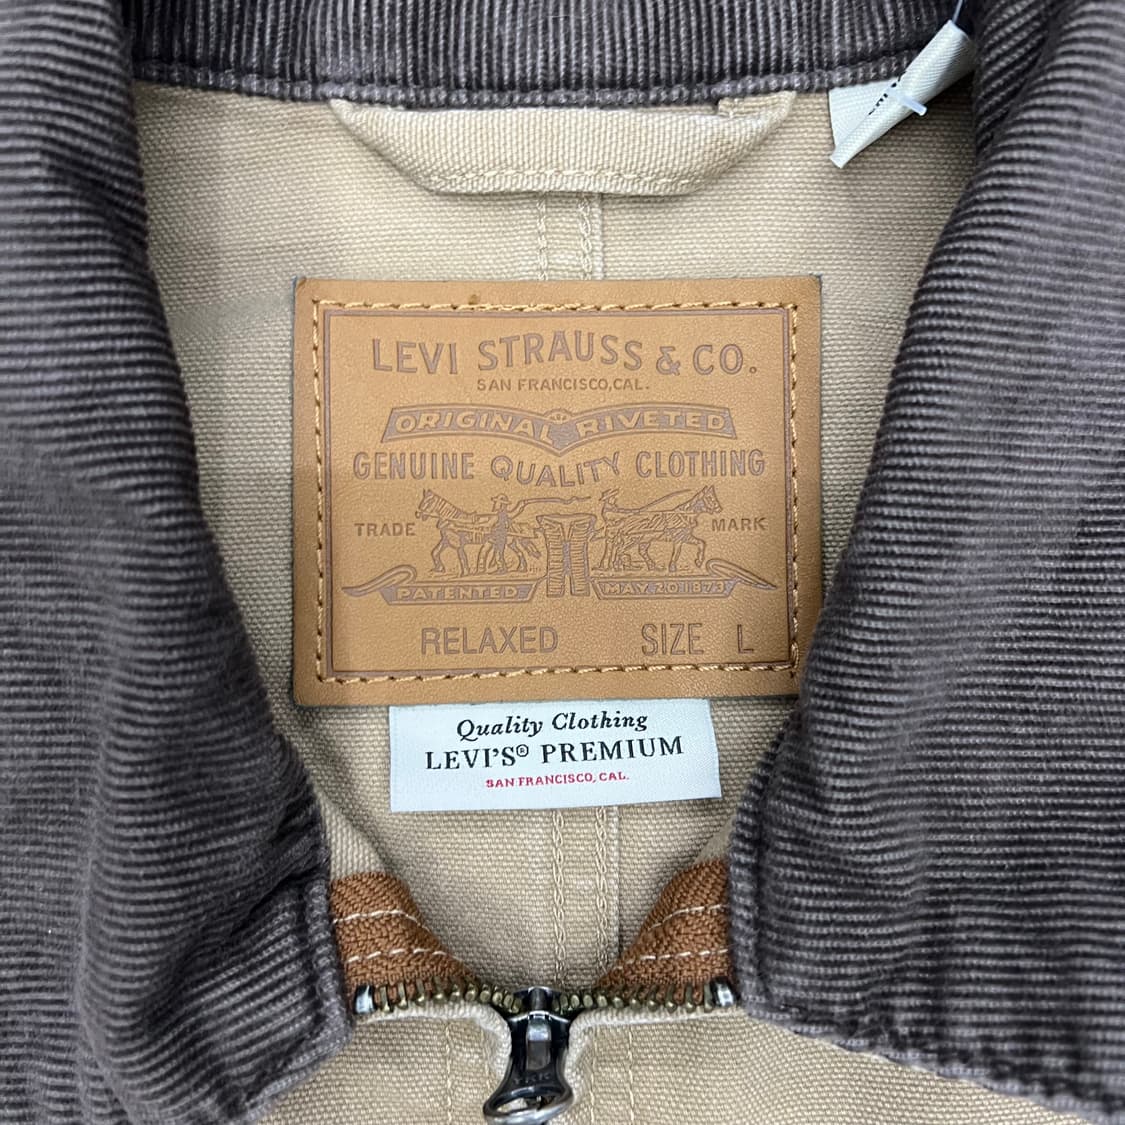 LEVI STRAUSS & CO.
SAN FRANCISCO, CAL.
ORIGINAL RIVETED
GENUINE QUALITY CLOTHING
TRADE MARK
PATENTED MAY 20 1873
RELAXED SIZE L
Quality Clothing
LEVI'S® PREMIUM
SAN FRANCISCO, CAL.